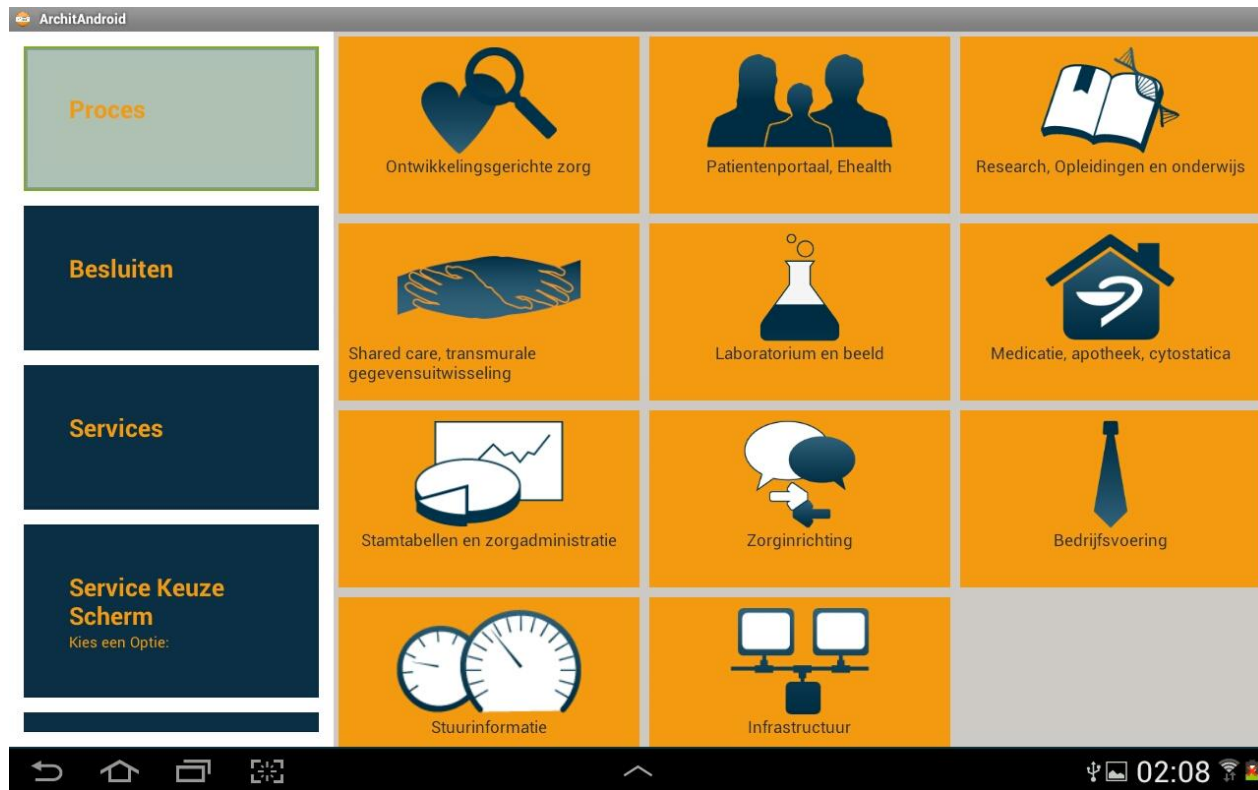 ArchitAndroid
Proces
Besluiten
Services
Service Keuze
Scherm
Kies een Optie:
Ontwikkelingsgerichte zorg
Patientenportaal, Ehealth
Research, Opleidingen en onderwijs
Shared care, transmurale
gegevensuitwisseling
Laboratorium en beeld
Medicatie, apotheek, cytostatica
Stamtabellen en zorgadministratie
Zorginrichting
Bedrijfsvoering
Stuurinformatie
Infrastructuur
02:08